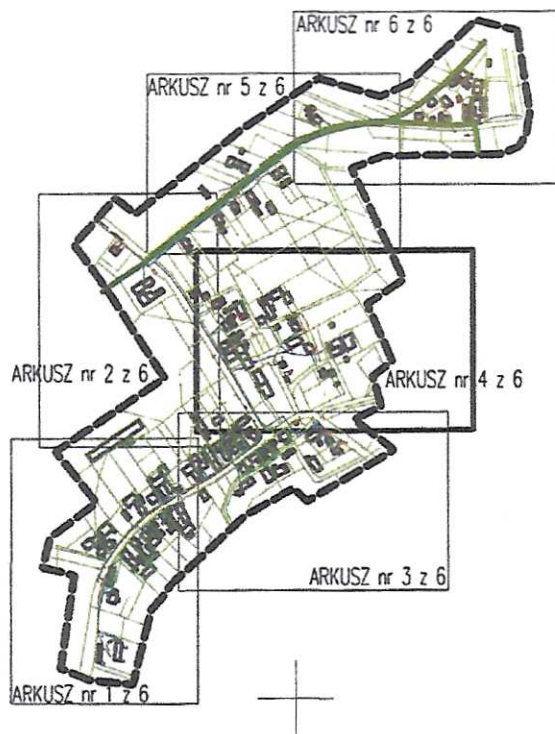 ARKUSZ nr 6 z 6
ARKUSZ nr 5 z 6
ARKUSZ nr 2 z 6
ARKUSZ nr 4 z 6
ARKUSZ nr 3 z 6
ARKUSZ nr 1 z 6